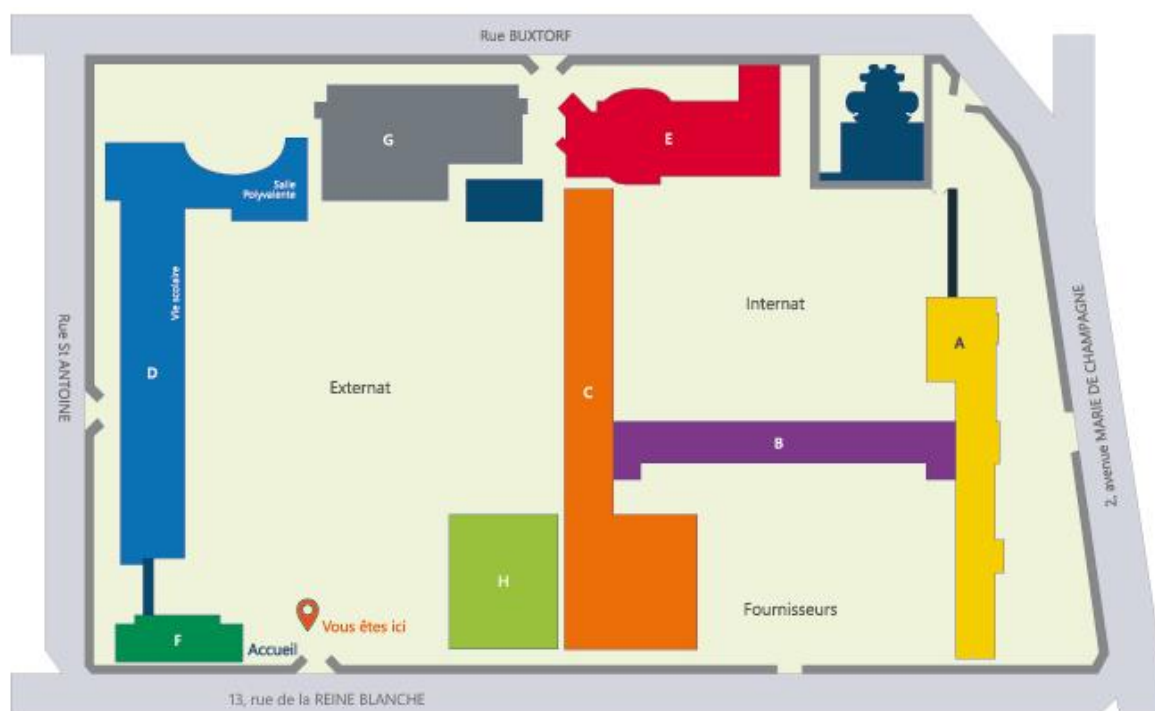 Rue BUXTORF
G
E
Salle
Polyvalente
Vie scolaire
Internat
A
Rue St ANTOINE
D
Externat
C
B
2, avenue MARIE DE CHAMPAGNE
H
Fournisseurs
Vous êtes ici
F
Accueil
13, rue de la REINE BLANCHE